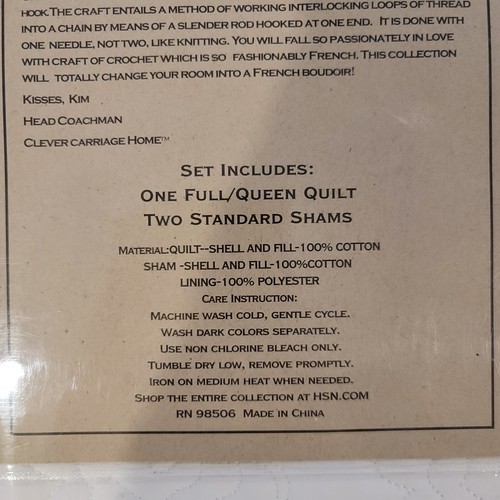 HOOK. THE CRAFT ENTAILS A METHOD OF WORKING INTERLOCKING LOOPS OF THREAD
INTO A CHAIN BY MEANS OF A SLENDER ROD HOOKED AT ONE END. IT IS DONE WITH
ONE NEEDLE, NOT TWO, LIKE KNITTING. YOU WILL FALL SO PASSIONATELY IN LOVE
WITH CRAFT OF CROCHET WHICH IS SO FASHIONABLY FRENCH. THIS COLLECTION
WILL TOTALLY CHANGE YOUR ROOM INTO A FRENCH BOUDOIR!
KISSES, KIM
HEAD COACHMAN
CLEVER CARRIAGE HOME™
SET INCLUDES:
ONE FULL/QUEEN QUILT
TWO STANDARD SHAMS
MATERIAL:QUILT--SHELL AND FILL-100% COTTON
SHAM -SHELL AND FILL-100%COTTON
LINING-100% POLYESTER
CARE INSTRUCTION:
MACHINE WASH COLD, GENTLE CYCLE.
WASH DARK COLORS SEPARATELY.
USE NON CHLORINE BLEACH ONLY.
TUMBLE DRY LOW, REMOVE PROMPTLY.
IRON ON MEDIUM HEAT WHEN NEEDED.
SHOP THE ENTIRE COLLECTION AT HSN.COM
RN 98506 MADE IN CHINA